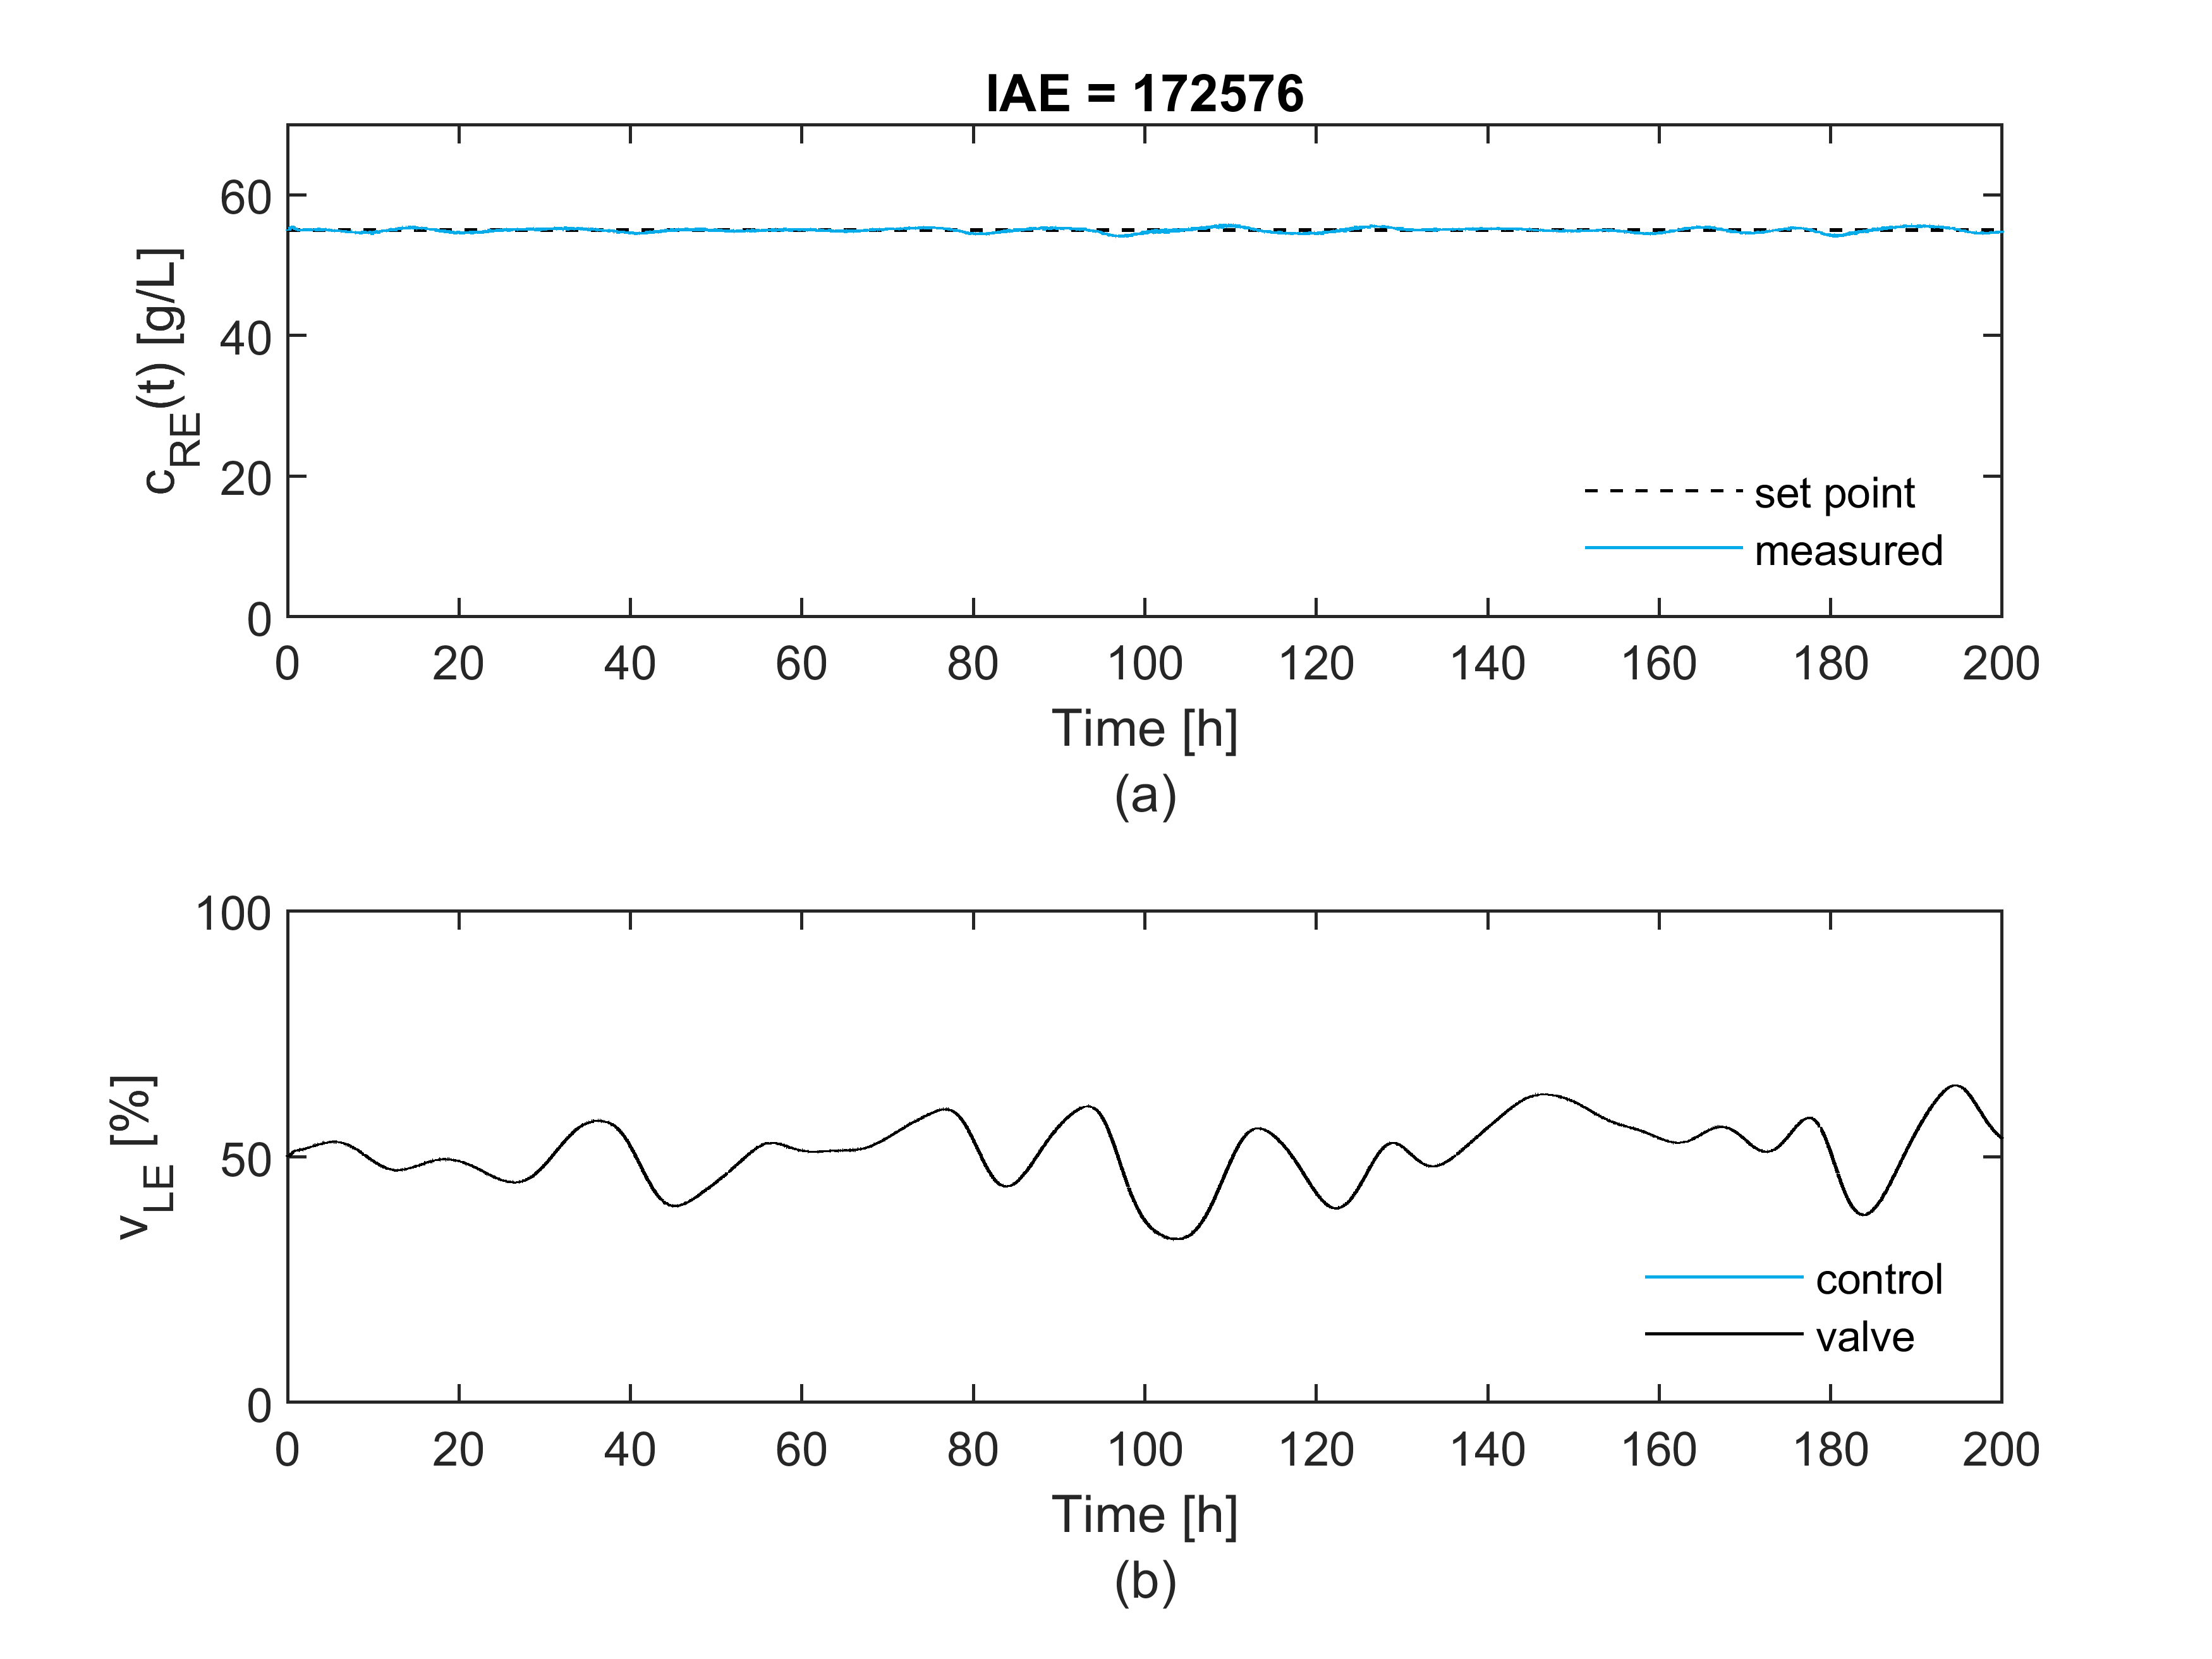 IAE = 172576
c_RE(t) [g/L]
60
40
20
0
set point
measured
0 20 40 60 80 100 120 140 160 180 200
Time [h]
(a)
v_LE [%]
100
50
0
control
valve
0 20 40 60 80 100 120 140 160 180 200
Time [h]
(b)